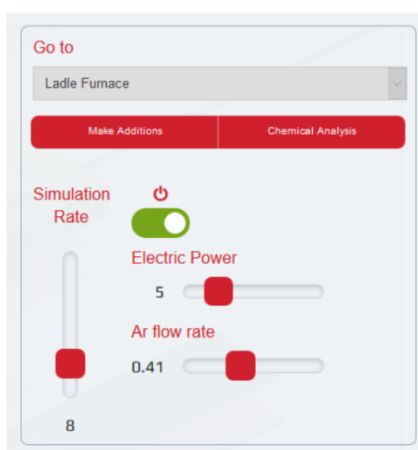 Go to
Ladle Furnace
Make Additions
Chemical Analysis
Simulation
Rate
Electric Power
5
Ar flow rate
0.41
8